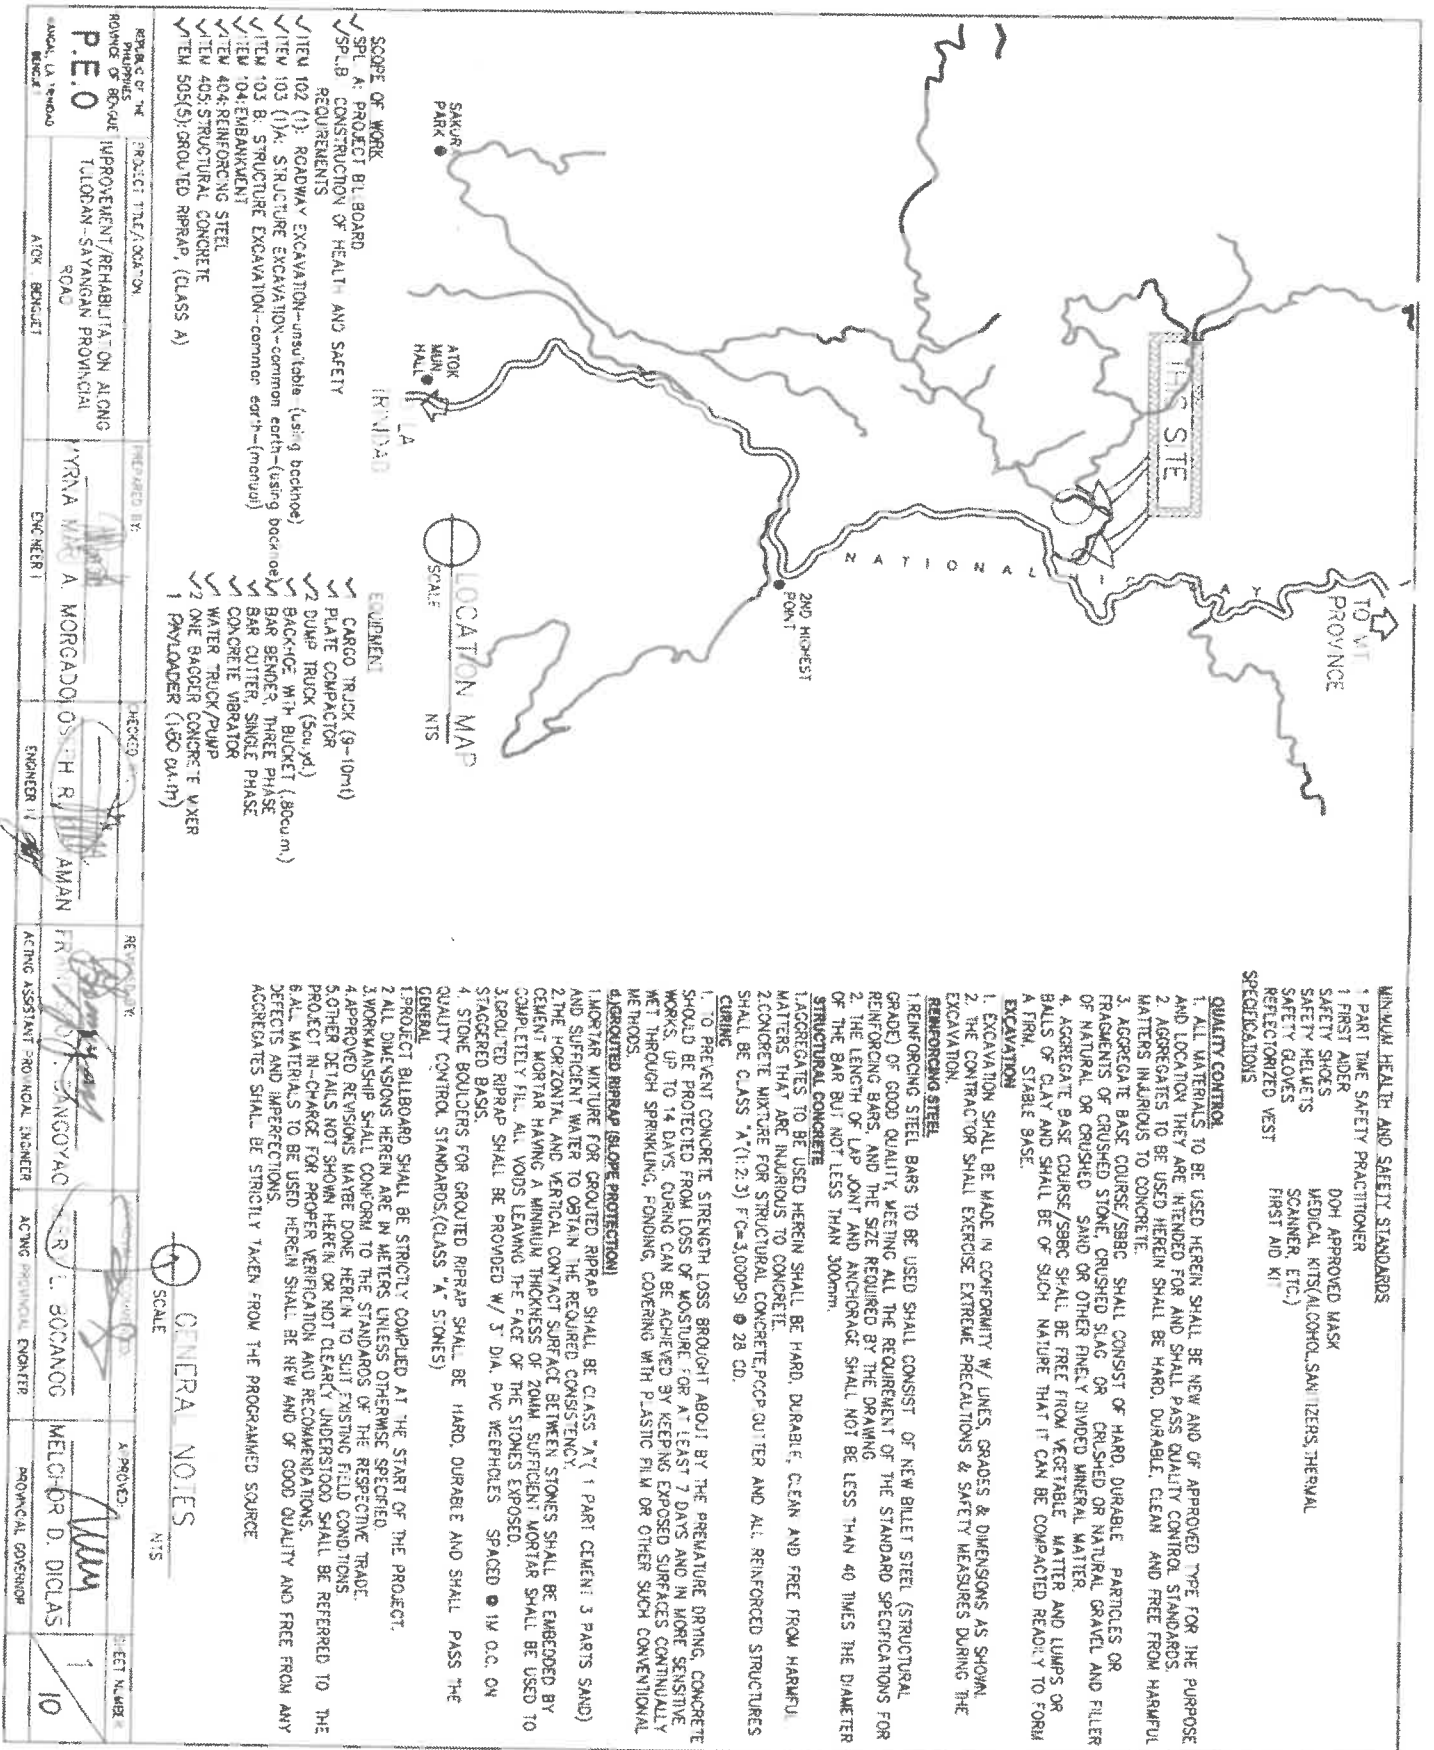 TO MT
PROVINCE
SITE
NATIONAL
2ND HIGHEST
POINT
SAKURA
PARK
ATOK
MUN.
HALL
LA
LOCATION MAP
SCALE
NTS
SCOPE OF WORK
SPL A: PROJECT BILLBOARD
SPL.B CONSTRUCTION OF HEALTH AND SAFETY
REQUIREMENTS
ITEM 102 (1): ROADWAY EXCAVATION-unsuitable-(using backhoe)
ITEM 103 (1)A: STRUCTURE EXCAVATION-common earth-(using backhoe)
ITEM 103 B: STRUCTURE EXCAVATION-common earth-(manual)
ITEM 104:EMBANKMENT
ITEM 404:REINFORCING STEEL
ITEM 405:STRUCTURAL CONCRETE
ITEM 505(5):GROUTED RIPRAP, (CLASS A)
EQUIPMENT
1 CARGO TRUCK (9-10mt)
1 PLATE COMPACTOR
2 DUMP TRUCK (5cu.yd.)
1 BACKHOE WITH BUCKET (.80cu.m.)
1 BAR BENDER, THREE PHASE
1 BAR CUTTER, SINGLE PHASE
1 CONCRETE VIBRATOR
1 WATER TRUCK/PUMP
2 ONE BAGGER CONCRETE MIXER
1 PAYLOADER (1.50 cu.m)
MINIMUM HEALTH AND SAFETY STANDARDS
1 PART TIME SAFETY PRACTITIONER
1 FIRST AIDER
SAFETY SHOES DOH APPROVED MASK
SAFETY HELMETS MEDICAL KITS(ALCOHOL,SANITIZERS,THERMAL
SAFETY GLOVES SCANNER, ETC.)
REFLECTORIZED VEST FIRST AID KIT
SPECIFICATIONS
QUALITY CONTROL
1. ALL MATERIALS TO BE USED HEREIN SHALL BE NEW AND OF APPROVED TYPE FOR THE PURPOSE
AND LOCATION THEY ARE INTENDED FOR AND SHALL PASS QUALITY CONTROL STANDARDS.
2. AGGREGATES TO BE USED HEREIN SHALL BE HARD, DURABLE, CLEAN AND FREE FROM HARMFUL
MATTERS INJURIOUS TO CONCRETE.
3. AGGREGATE BASE COURSE/SBBC SHALL CONSIST OF HARD, DURABLE PARTICLES OR
FRAGMENTS OF CRUSHED STONE, CRUSHED SLAG OR CRUSHED OR NATURAL GRAVEL AND FILLER
OF NATURAL OR CRUSHED SAND OR OTHER FINELY DIVIDED MINERAL MATTER.
4. AGGREGATE BASE COURSE/SBBC SHALL BE FREE FROM VEGETABLE MATTER AND LUMPS OR
BALLS OF CLAY AND SHALL BE OF SUCH NATURE THAT IT CAN BE COMPACTED READILY TO FORM
A FIRM, STABLE BASE.
EXCAVATION
1. EXCAVATION SHALL BE MADE IN CONFORMITY W/ LINES, GRADES & DIMENSIONS AS SHOWN.
2. THE CONTRACTOR SHALL EXERCISE EXTREME PRECAUTIONS & SAFETY MEASURES DURING THE
EXCAVATION.
REINFORCING STEEL
1.REINFORCING STEEL BARS TO BE USED SHALL CONSIST OF NEW BILLET STEEL (STRUCTURAL
GRADE) OF GOOD QUALITY, MEETING ALL THE REQUIREMENT OF THE STANDARD SPECIFICATIONS FOR
REINFORCING BARS, AND THE SIZE REQUIRED BY THE DRAWING
2. THE LENGTH OF LAP JOINT AND ANCHORAGE SHALL NOT BE LESS THAN 40 TIMES THE DIAMETER
OF THE BAR BUT NOT LESS THAN 300mm.
STRUCTURAL CONCRETE
1.AGGREGATES TO BE USED HEREIN SHALL BE HARD, DURABLE, CLEAN AND FREE FROM HARMFUL
MATTERS THAT ARE INJURIOUS TO CONCRETE.
2.CONCRETE MIXTURE FOR STRUCTURAL CONCRETE,PCCP,GUTTER AND ALL REINFORCED STRUCTURES
SHALL BE CLASS "A"(1:2:3) F'C=3,000PSI @ 28 CD.
CURING
1. TO PREVENT CONCRETE STRENGTH LOSS BROUGHT ABOUT BY THE PREMATURE DRYING, CONCRETE
SHOULD BE PROTECTED FROM LOSS OF MOISTURE FOR AT LEAST 7 DAYS AND IN MORE SENSITIVE
WORKS, UP TO 14 DAYS. CURING CAN BE ACHIEVED BY KEEPING EXPOSED SURFACES CONTINUALLY
WET THROUGH SPRINKLING, PONDING, COVERING WITH PLASTIC FILM OR OTHER SUCH CONVENTIONAL
METHODS.
GROUTED RIPRAP (SLOPE PROTECTION)
1.MORTAR MIXTURE FOR GROUTED RIPRAP SHALL BE CLASS "A"( 1 PART CEMENT: 3 PARTS SAND)
AND SUFFICIENT WATER TO OBTAIN THE REQUIRED CONSISTENCY.
2.THE HORIZONTAL AND VERTICAL CONTACT SURFACE BETWEEN STONES SHALL BE EMBEDED BY
CEMENT MORTAR HAVING A MINIMUM THICKNESS OF 20MM. SUFFICIENT MORTAR SHALL BE USED TO
COMPLETELY FILL ALL VOIDS LEAVING THE FACE OF THE STONES EXPOSED.
3.GROUTED RIPRAP SHALL BE PROVIDED W/ 3" DIA. PVC WEEPHOLES SPACED @ 1M O.C. ON
STAGGERED BASIS.
4. STONE BOULDERS FOR GROUTED RIPRAP SHALL BE HARD, DURABLE AND SHALL PASS THE
QUALITY CONTROL STANDARDS.(CLASS "A" STONES)
GENERAL
1.PROJECT BILLBOARD SHALL BE STRICTLY COMPLIED AT THE START OF THE PROJECT.
2 ALL DIMENSIONS HEREIN ARE IN METERS UNLESS OTHERWISE SPECIFIED
3.WORKMANSHIP SHALL CONFORM TO THE STANDARDS OF THE RESPECTIVE TRADE.
4.APPROVED REVISIONS MAYBE DONE HEREIN TO SUIT EXISTING FIELD CONDITIONS
5.OTHER DETAILS NOT SHOWN HEREIN OR NOT CLEARLY UNDERSTOOD SHALL BE REFERRED TO THE
PROJECT IN-CHARGE FOR PROPER VERIFICATION AND RECOMMENDATIONS.
6.ALL MATERIALS TO BE USED HEREIN SHALL BE NEW AND OF GOOD QUALITY AND FREE FROM ANY
DEFECTS AND IMPERFECTIONS.
AGGREGATES SHALL BE STRICTLY TAKEN FROM THE PROGRAMMED SOURCE
GENERAL NOTES
SCALE
NTS
REPUBLIC OF THE
PHILIPPINES
PROVINCE OF BENGUET
P.E.O
LA TRINIDAD
BENGUET
PROJECT TITLE/LOCATION
IMPROVEMENT/REHABILITATION ALONG
TULODAN-SAYANGAN PROVINCIAL
ROAD
ATOK , BENGUET
PREPARED BY:
A. MORGADO
ENGINEER I
CHECKED
AMAN
ENGINEER
ACTING ASSISTANT PROVINCIAL ENGINEER
L. BOCANOG
ACTING PROVINCIAL ENGINEER
APPROVED:
MELCHOR D. DICLAS
PROVINCIAL GOVERNOR
SHEET NUMBER
1
10